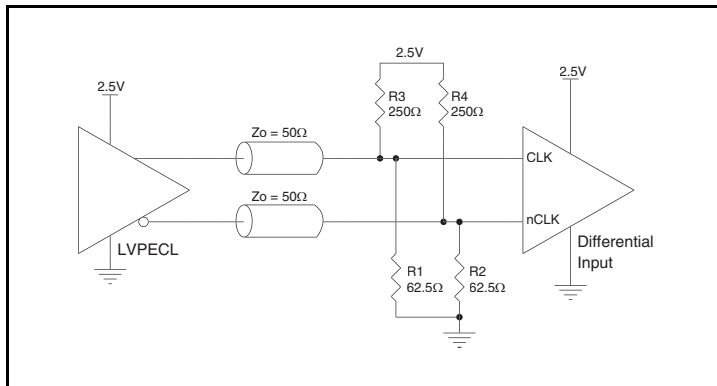 2.5V
2.5V
2.5V
R3
250Ω
R4
250Ω
Zo = 50Ω
CLK
Zo = 50Ω
nCLK
LVPECL
Differential
Input
R1
62.5Ω
R2
62.5Ω